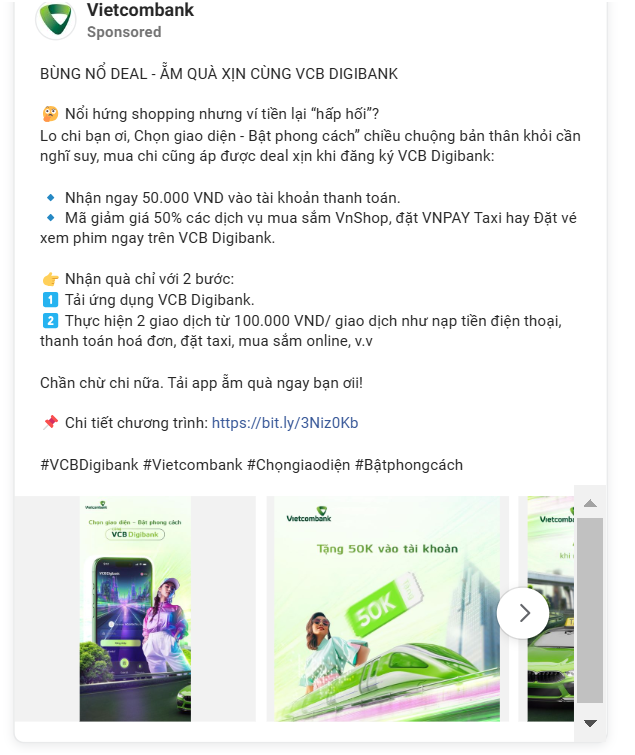 Vietcombank
Sponsored
BÙNG NỔ DEAL - ẴM QUÀ XỊN CÙNG VCB DIGIBANK
🤔 Nổi hứng shopping nhưng ví tiền lại “hấp hối”?
Lo chi bạn ơi, Chọn giao diện - Bật phong cách” chiều chuộng bản thân khỏi cần
nghĩ suy, mua chi cũng áp được deal xịn khi đăng ký VCB Digibank:
🔹 Nhận ngay 50.000 VND vào tài khoản thanh toán.
🔹 Mã giảm giá 50% các dịch vụ mua sắm VnShop, đặt VNPAY Taxi hay Đặt vé
xem phim ngay trên VCB Digibank.
👉 Nhận quà chỉ với 2 bước:
1️⃣ Tải ứng dụng VCB Digibank.
2️⃣ Thực hiện 2 giao dịch từ 100.000 VND/ giao dịch như nạp tiền điện thoại,
thanh toán hoá đơn, đặt taxi, mua sắm online, v.v
Chần chừ chi nữa. Tải app ẵm quà ngay bạn ơii!
📌 Chi tiết chương trình: https://bit.ly/3Niz0Kb
#VCBDigibank #Vietcombank #Chọngiaodiện #Bậtphongcách
Vietcombank
Chọn giao diện - Bật phong cách
cùng
VCB Digibank
VCB Digibank
Vietcombank
Tặng 50K vào tài khoản
50K
Vietcomb
khi